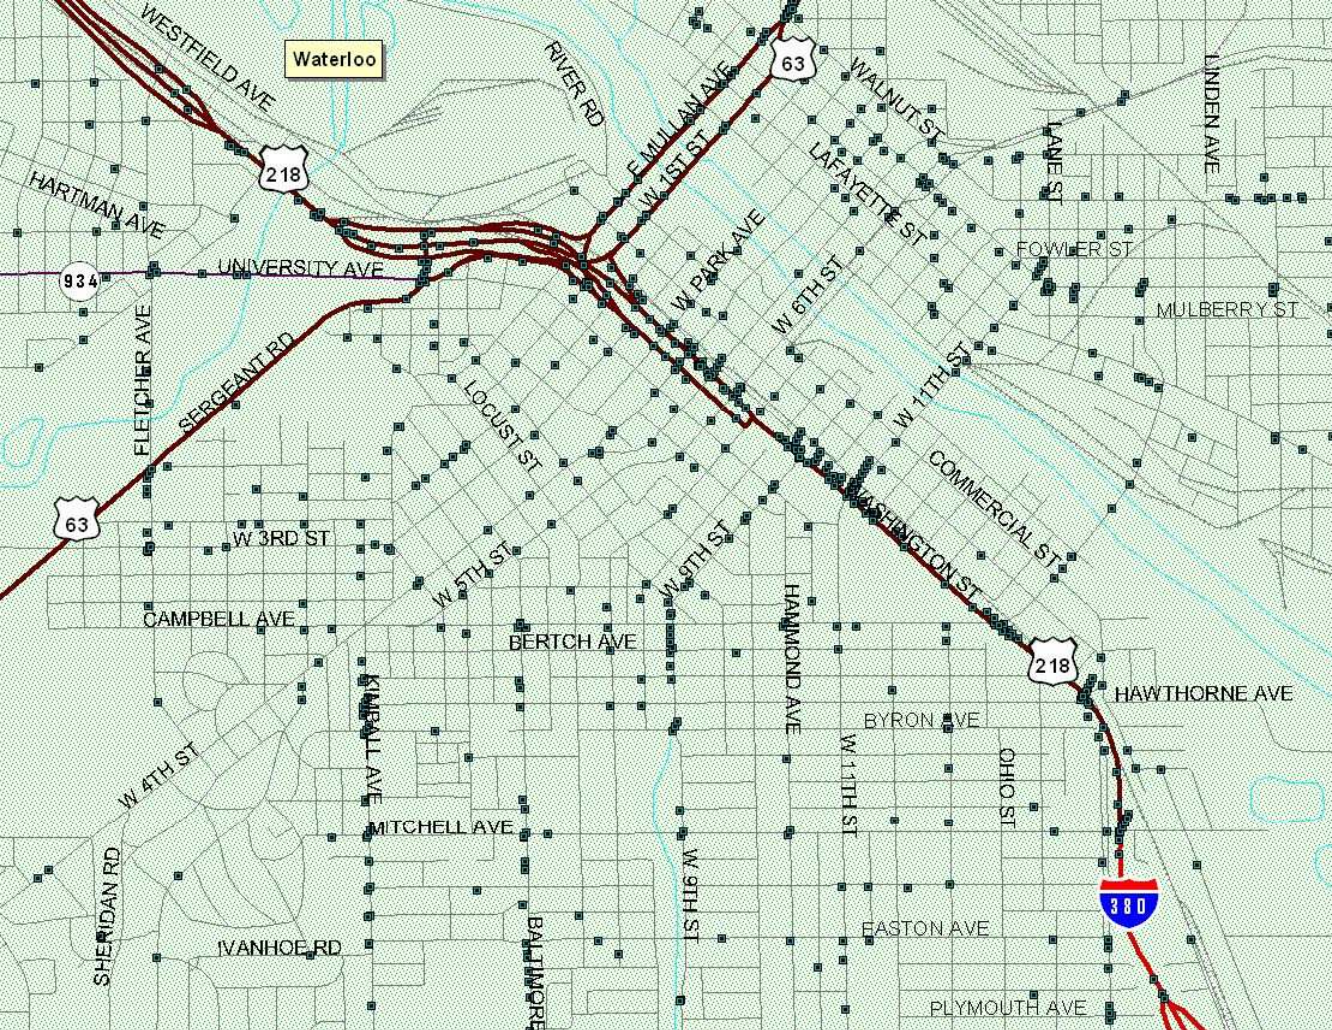 WESTFIELD AVE
Waterloo
RIVER RD
63
WALNUT ST
LINDEN AVE
E MULLAN AVE
W 1ST ST
LAFAYETTE ST
LANE ST
218
HARTMAN AVE
W PARK AVE
FOWLER ST
934
UNIVERSITY AVE
W 6TH ST
MULBERRY ST
FLETCHER AVE
SERGEANT RD
LOCUST ST
W 11TH ST
COMMERCIAL ST
63
W 3RD ST
WASHINGTON ST
W 5TH ST
W 9TH ST
CAMPBELL AVE
BERTCH AVE
HAMMOND AVE
218
HAWTHORNE AVE
KIMBALL AVE
BYRON AVE
W 4TH ST
W 11TH ST
OHIO ST
MITCHELL AVE
SHERIDAN RD
W 9TH ST
380
IVANHOE RD
BALTIMORE
EASTON AVE
PLYMOUTH AVE